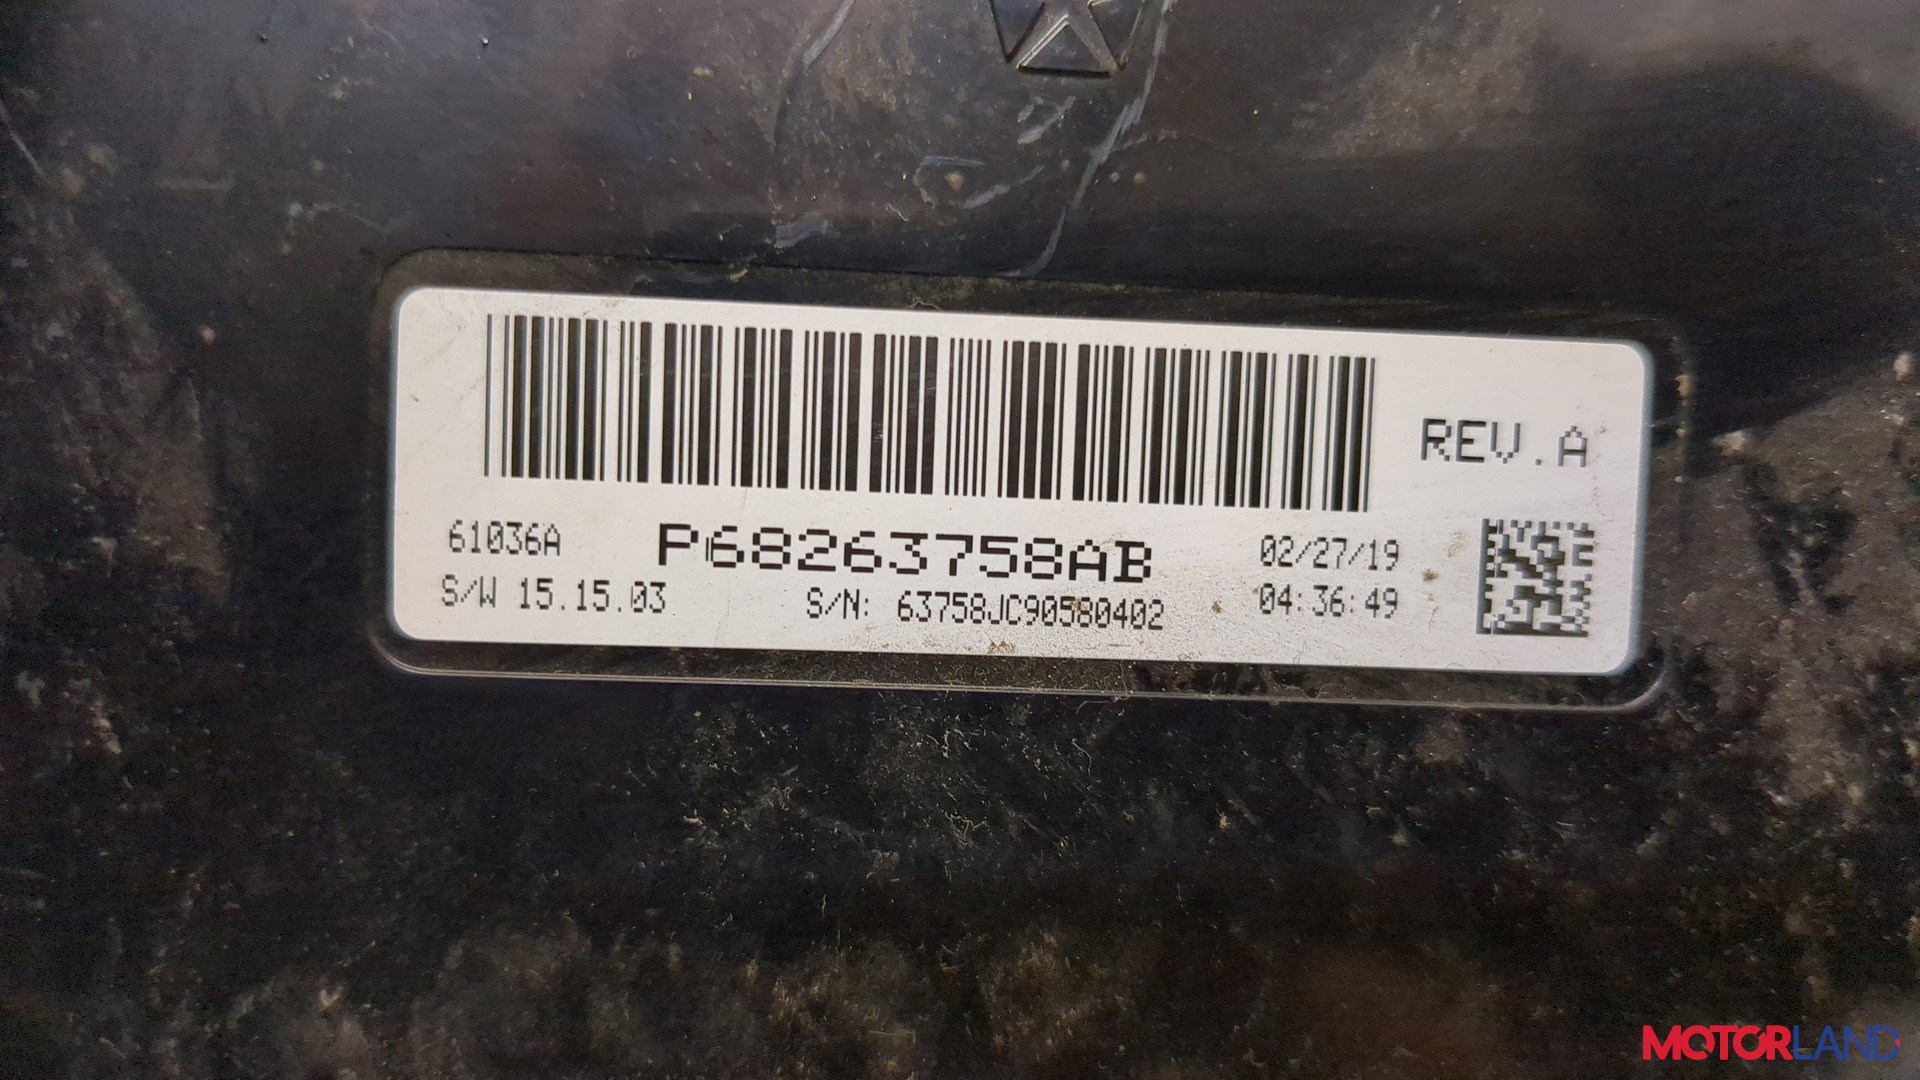 REV.A
61036A P68263758AB 02/27/19
S/W 15.15.03 S/N: 63758JC90580402 04:36:49
MOTORLAND